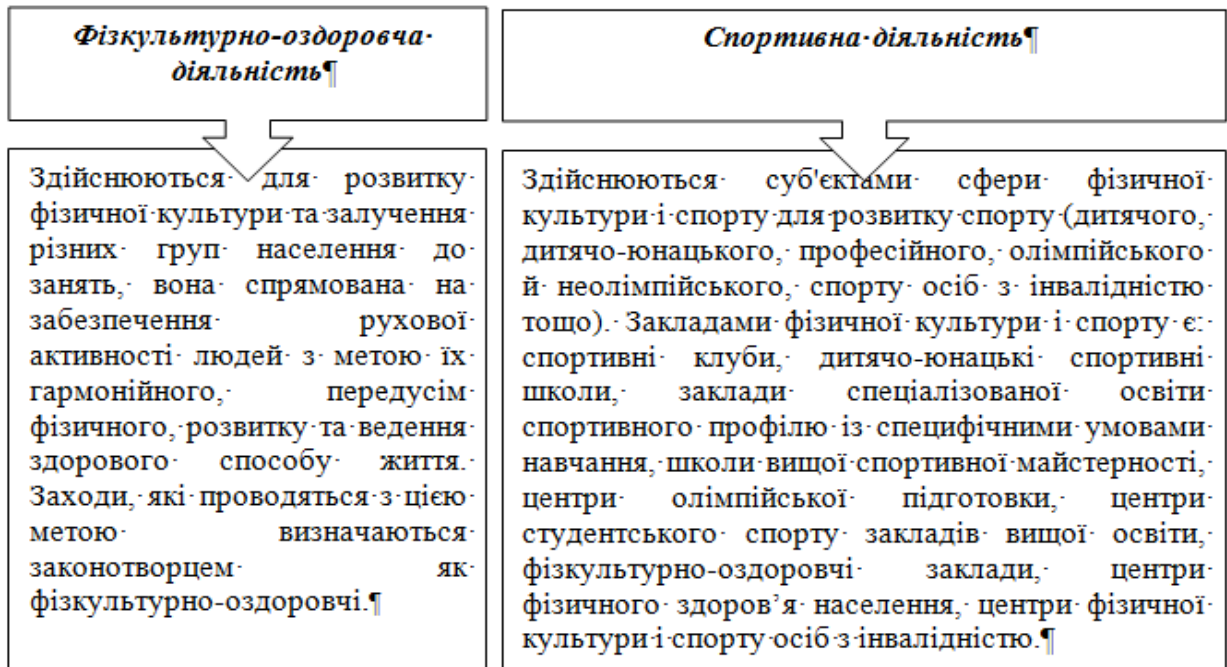 Фізкультурно-оздоровча
діяльність¶
Здійснюються для розвитку
фізичної культури та залучення
різних груп населення до
занять, вона спрямована на
забезпечення рухової
активності людей з метою їх
гармонійного, передусім
фізичного, розвитку та ведення
здорового способу життя.
Заходи, які проводяться з цією
метою визначаються
законотворцем як
фізкультурно-оздоровчі.¶
Спортивна діяльність¶
Здійснюються суб'єктами сфери фізичної
культури і спорту для розвитку спорту (дитячого,
дитячо-юнацького, професійного, олімпійського
й неолімпійського, спорту осіб з інвалідністю
тощо). Закладами фізичної культури і спорту є:
спортивні клуби, дитячо-юнацькі спортивні
школи, заклади спеціалізованої освіти
спортивного профілю із специфічними умовами
навчання, школи вищої спортивної майстерності,
центри олімпійської підготовки, центри
студентського спорту закладів вищої освіти,
фізкультурно-оздоровчі заклади, центри
фізичного здоров’я населення, центри фізичної
культури і спорту осіб з інвалідністю.¶